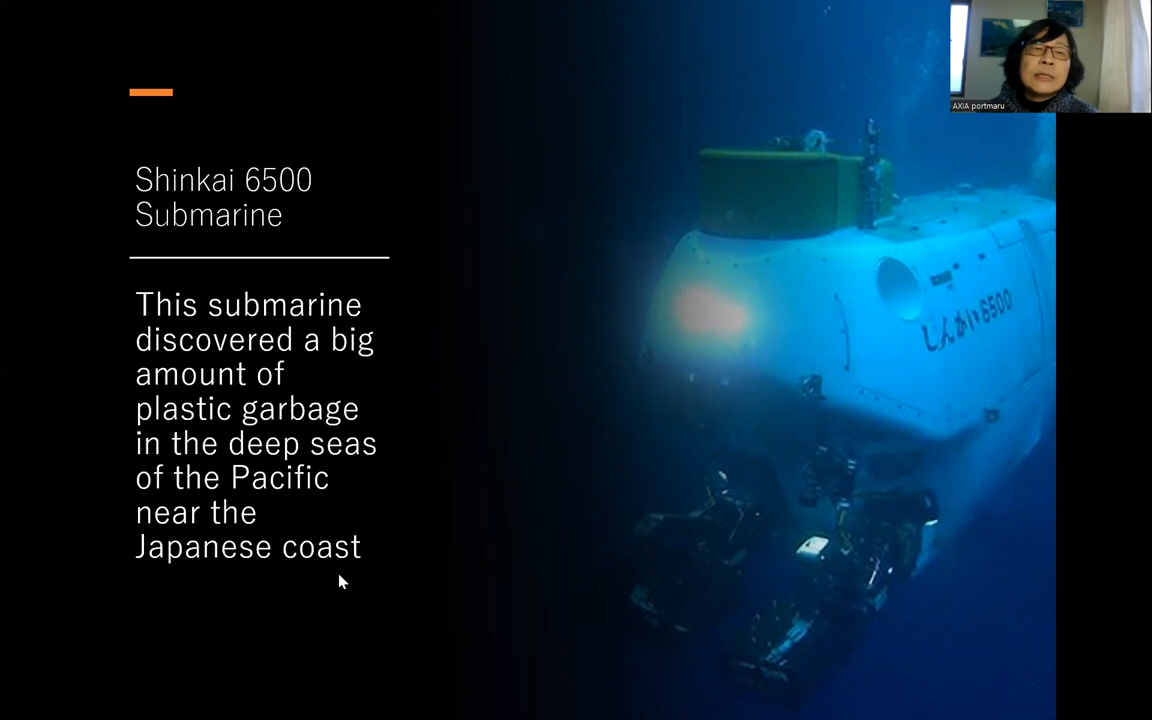 Shinkai 6500
Submarine
This submarine
discovered a big
amount of
plastic garbage
in the deep seas
of the Pacific
near the
Japanese coast
しんかい6500
AXIA portmaru